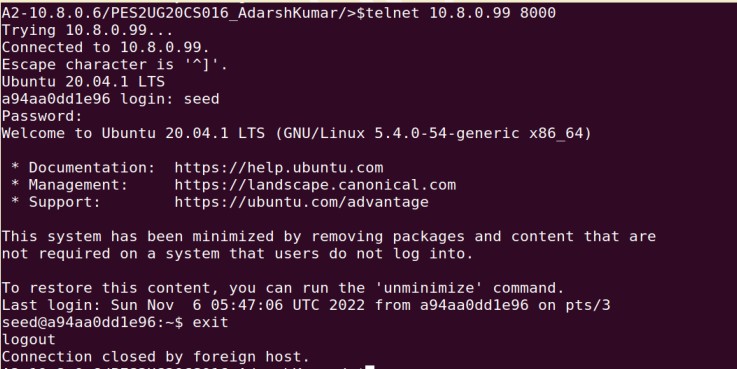 A2-10.8.0.6/PES2UG20CS016_AdarshKumar/>$telnet 10.8.0.99 8000
Trying 10.8.0.99...
Connected to 10.8.0.99.
Escape character is '^]'.
Ubuntu 20.04.1 LTS
a94aa0dd1e96 login: seed
Password:
Welcome to Ubuntu 20.04.1 LTS (GNU/Linux 5.4.0-54-generic x86_64)
* Documentation:  https://help.ubuntu.com
* Management:     https://landscape.canonical.com
* Support:        https://ubuntu.com/advantage
This system has been minimized by removing packages and content that are
not required on a system that users do not log into.
To restore this content, you can run the 'unminimize' command.
Last login: Sun Nov  6 05:47:06 UTC 2022 from a94aa0dd1e96 on pts/3
seed@a94aa0dd1e96:~$ exit
logout
Connection closed by foreign host.